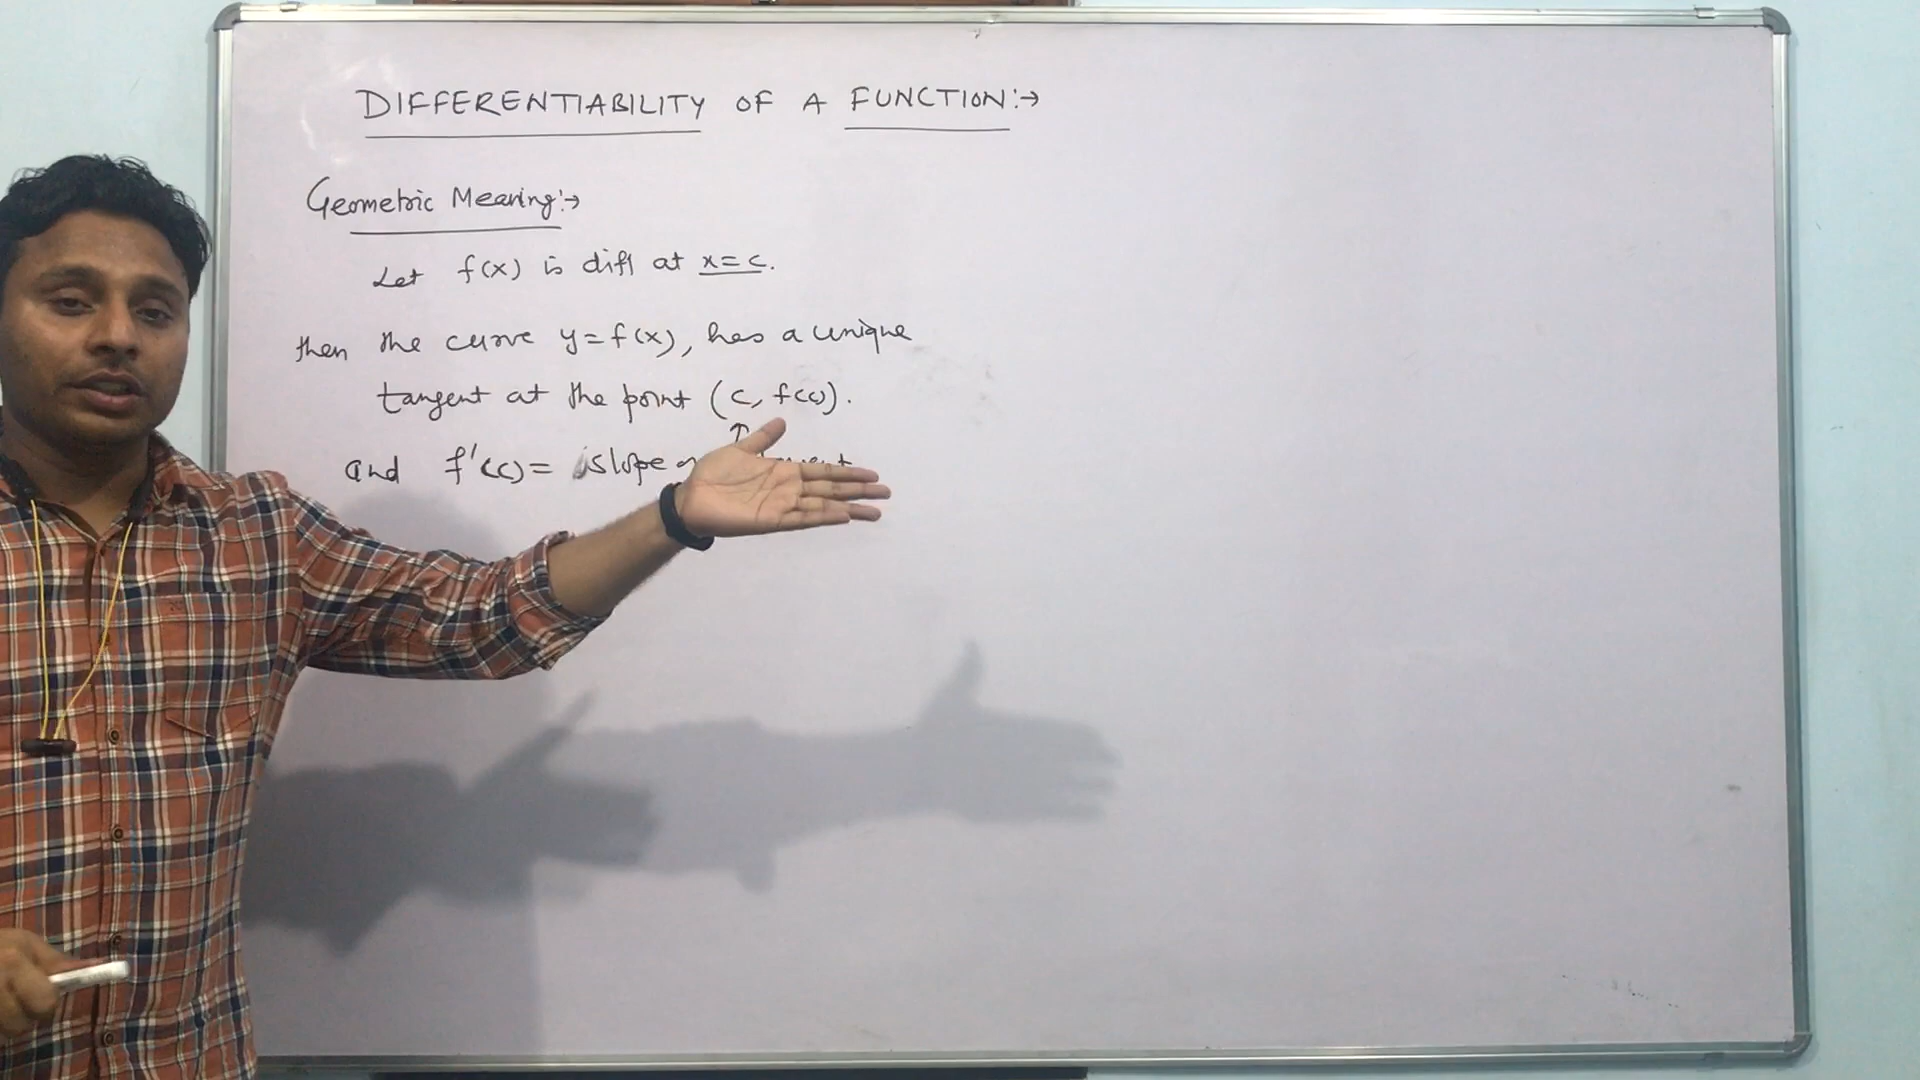 DIFFERENTIABILITY OF A FUNCTION:→
Geometric Meaning:→
Let f(x) is diff at x=c.
then the curve y=f(x), has a unique
tangent at the point (c, f(c)).
and f'(c)= slope